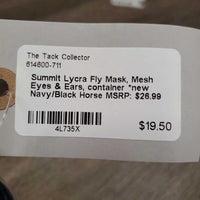 The Tack Collector
614600-711
Summit Lycra Fly Mask, Mesh
Eyes & Ears, container *new
Navy/Black Horse MSRP: $26.99
4L735X
$19.50